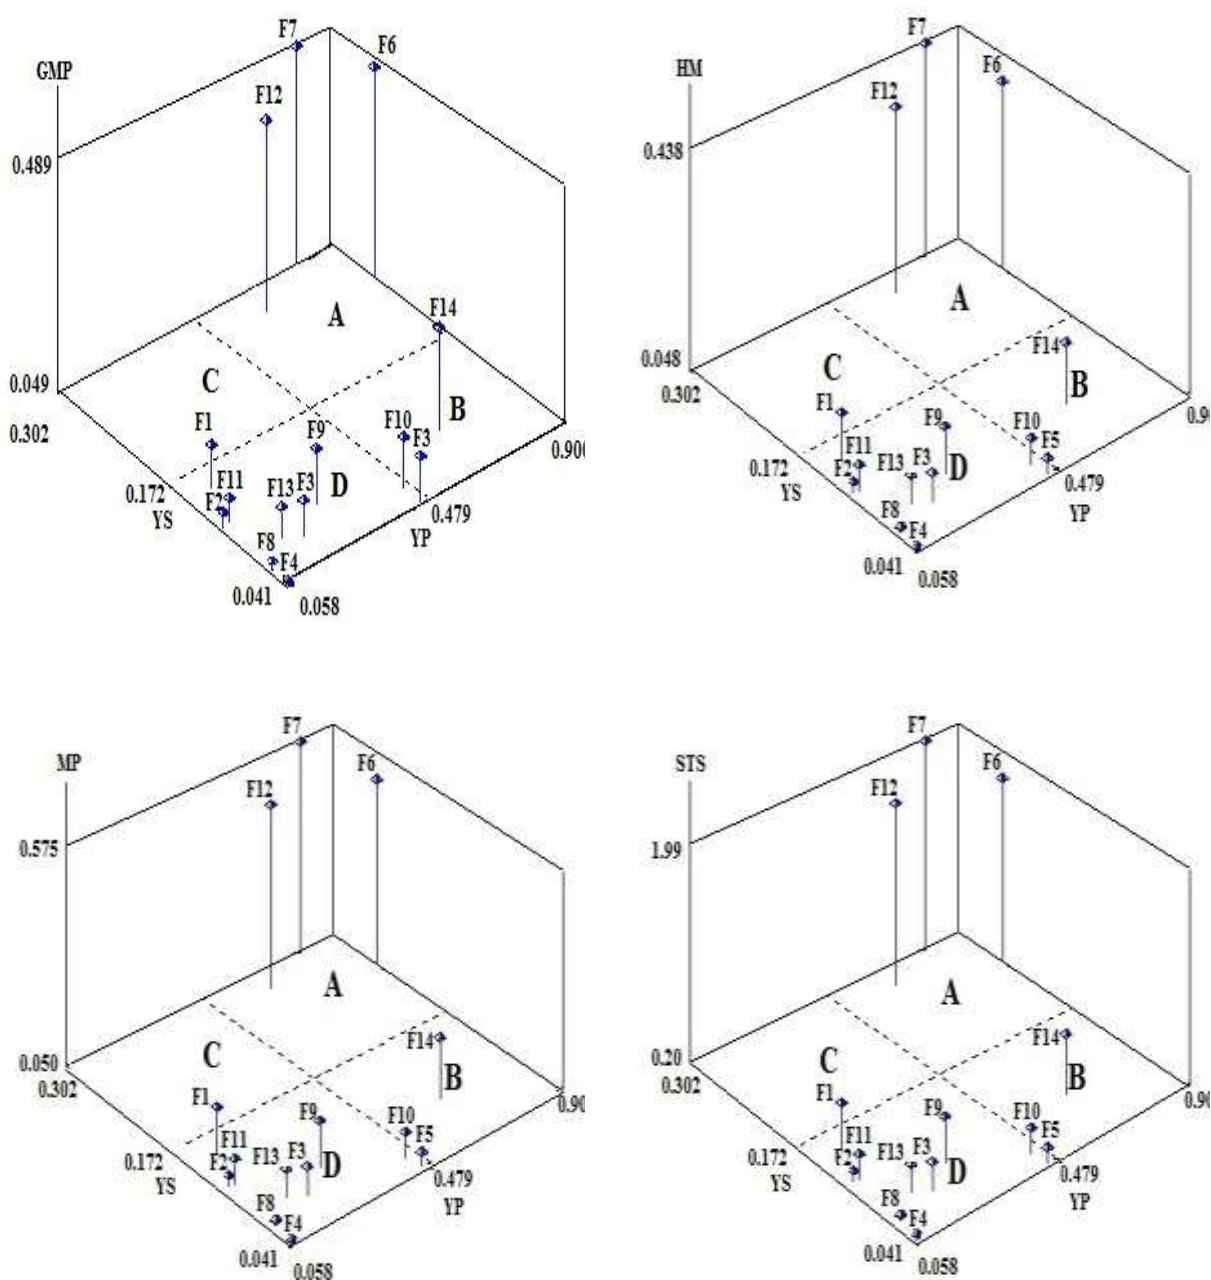 F7
F6
GMP
F12
0.489
A
F14
0.049
C
B
0.302
F1
F10
F9
F3
0.900
F11
D
0.172
F2
F13
F3
0.479
YS
F8
YP
F4
0.041
0.058
F7
HM
F6
F12
0.438
A
0.048
F14
C
B
0.302
F1
F9
F10
F5
0.90
F11
D
0.172
F2
F13
F3
0.479
YS
F8
YP
F4
0.041
0.058
F7
MP
F6
F12
0.575
A
F14
0.050
C
B
0.302
F1
F9
F10
F5
0.90
F11
D
0.172
F2
F13
F3
0.479
YS
F8
YP
F4
0.041
0.058
F7
STS
F6
F12
1.99
A
F14
0.20
C
B
0.302
F1
F9
F10
F5
0.90
F11
D
0.172
F2
F13
F3
0.479
YS
F8
YP
F4
0.041
0.058